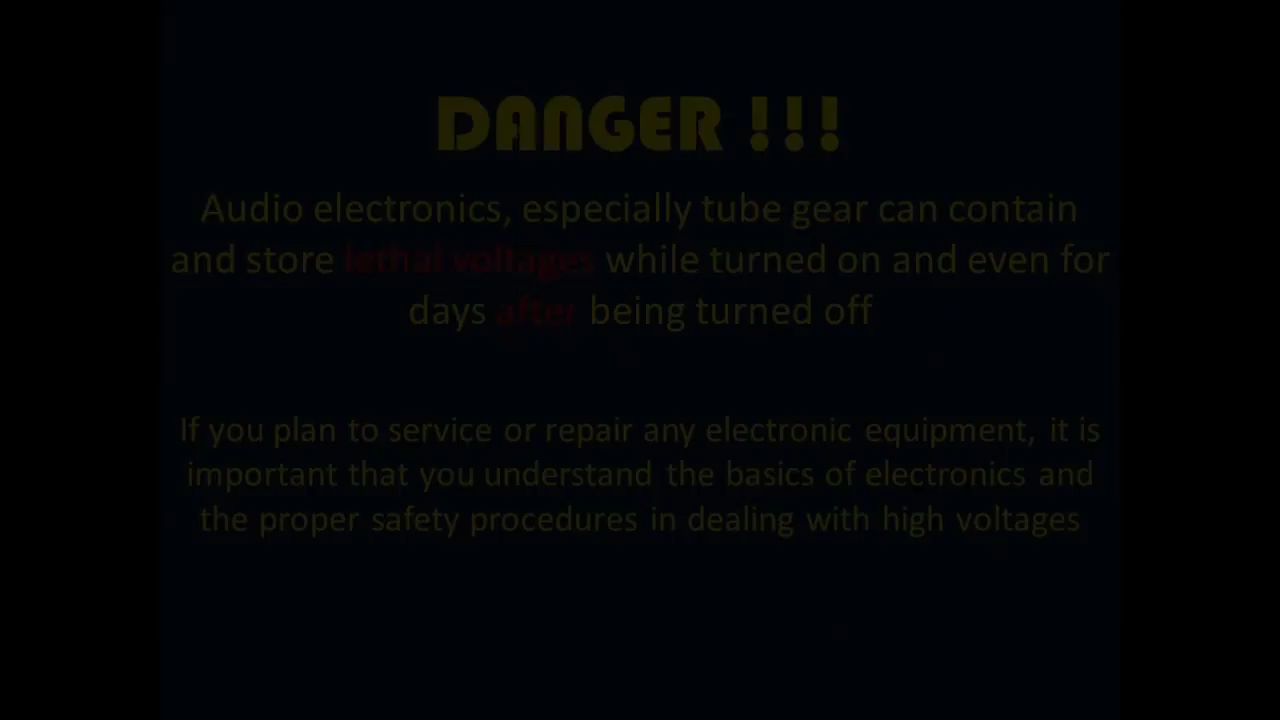 DANGER !!!
Audio electronics, especially tube gear can contain
and store lethal voltages while turned on and even for
days after being turned off
If you plan to service or repair any electronic equipment, it is
important that you understand the basics of electronics and
the proper safety procedures in dealing with high voltages